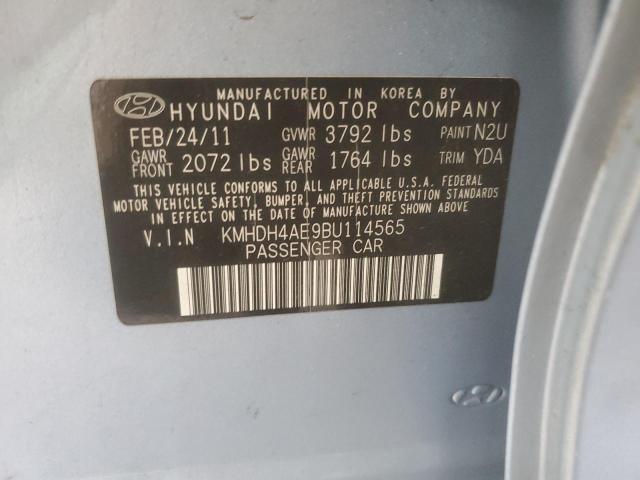 MANUFACTURED IN KOREA BY
HYUNDAI MOTOR COMPANY
FEB/24/11 GVWR 3792 lbs PAINT N2U
GAWR FRONT 2072 lbs GAWR REAR 1764 lbs TRIM YDA
THIS VEHICLE CONFORMS TO ALL APPLICABLE U.S.A. FEDERAL
MOTOR VEHICLE SAFETY, BUMPER, AND THEFT PREVENTION
STANDARDS IN EFFECT ON THE DATE OF MANUFACTURE SHOWN ABOVE.
V.I.N KMHDH4AE9BU114565
PASSENGER CAR